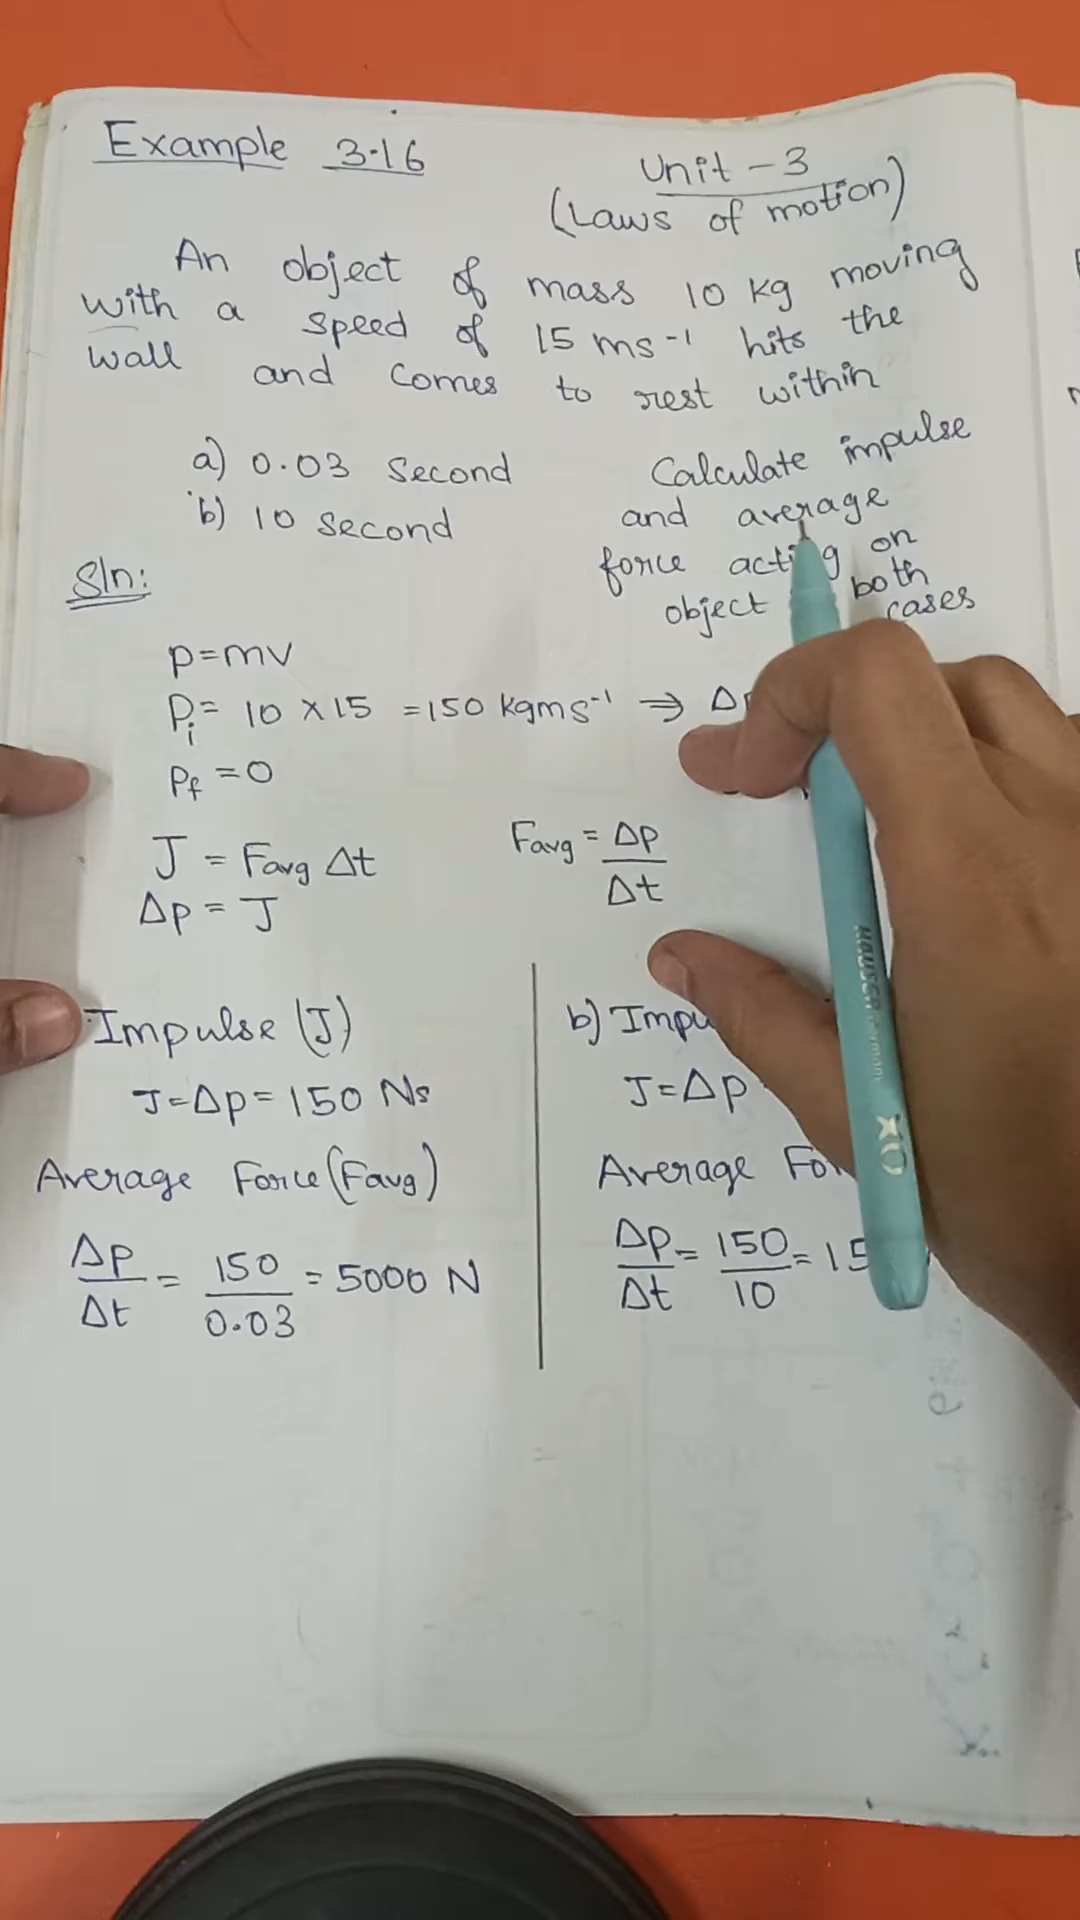 Example 3.16
Unit - 3
(Laws of motion)
An object of mass 10 kg moving
with a speed of 15 ms⁻¹ hits the
wall and comes to rest within
a) 0.03 second
b) 10 second
Calculate impulse
and average
force acting on
object both
cases
Sln:
p=mv
Pi = 10 × 15 = 150 kgms⁻¹ ⇒ Δ
Pf = 0
J = Favg Δt
Δp = J
Favg = Δp/Δt
Impulse (J)
J=Δp= 150 Ns
Average Force (Favg)
Δp/Δt = 150/0.03 = 5000 N
b) Impu
J=Δp
Average Fo
Δp/Δt = 150/10 = 15
HAUSER
XO